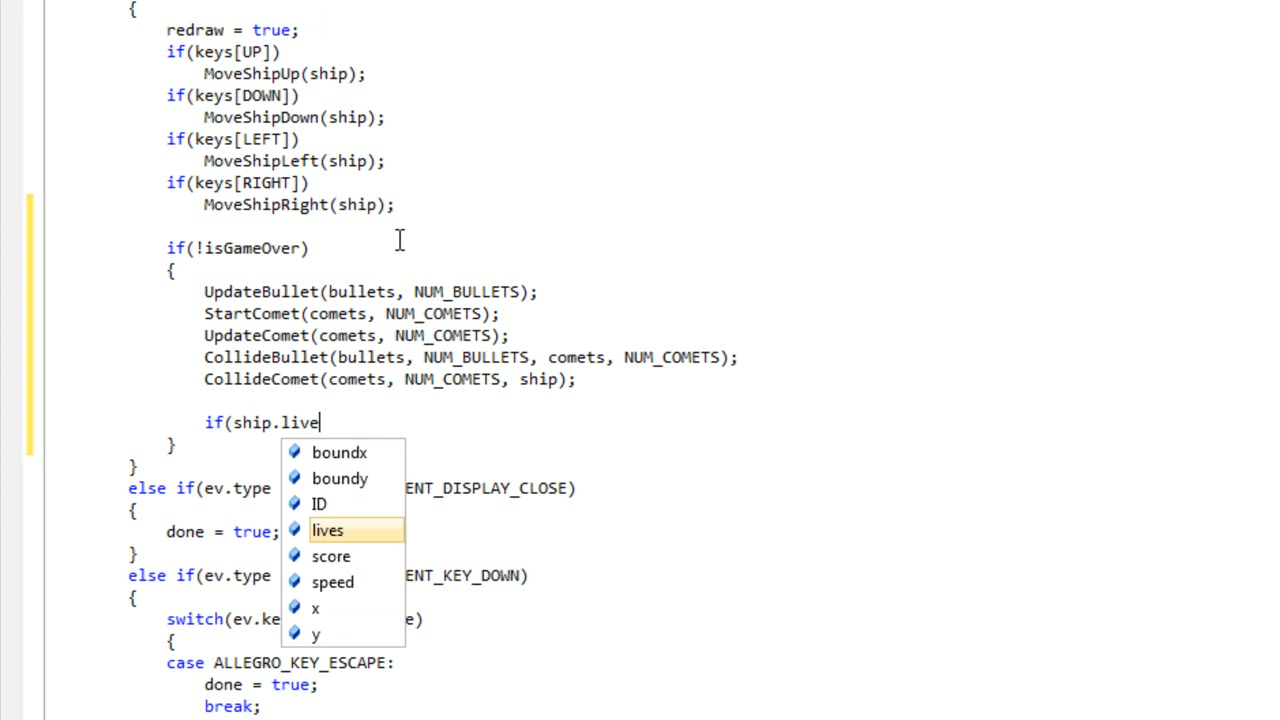 {
redraw = true;
if(keys[UP])
MoveShipUp(ship);
if(keys[DOWN])
MoveShipDown(ship);
if(keys[LEFT])
MoveShipLeft(ship);
if(keys[RIGHT])
MoveShipRight(ship);
if(!isGameOver)
{
UpdateBullet(bullets, NUM_BULLETS);
StartComet(comets, NUM_COMETS);
UpdateComet(comets, NUM_COMETS);
CollideBullet(bullets, NUM_BULLETS, comets, NUM_COMETS);
CollideComet(comets, NUM_COMETS, ship);
if(ship.live
}
boundx
}
boundy
else if(ev.type ENT_DISPLAY_CLOSE)
ID
{
lives
done = true;
score
}
else if(ev.type ENT_KEY_DOWN)
speed
{
x
switch(ev.ke e)
y
{
case ALLEGRO_KEY_ESCAPE:
done = true;
break;